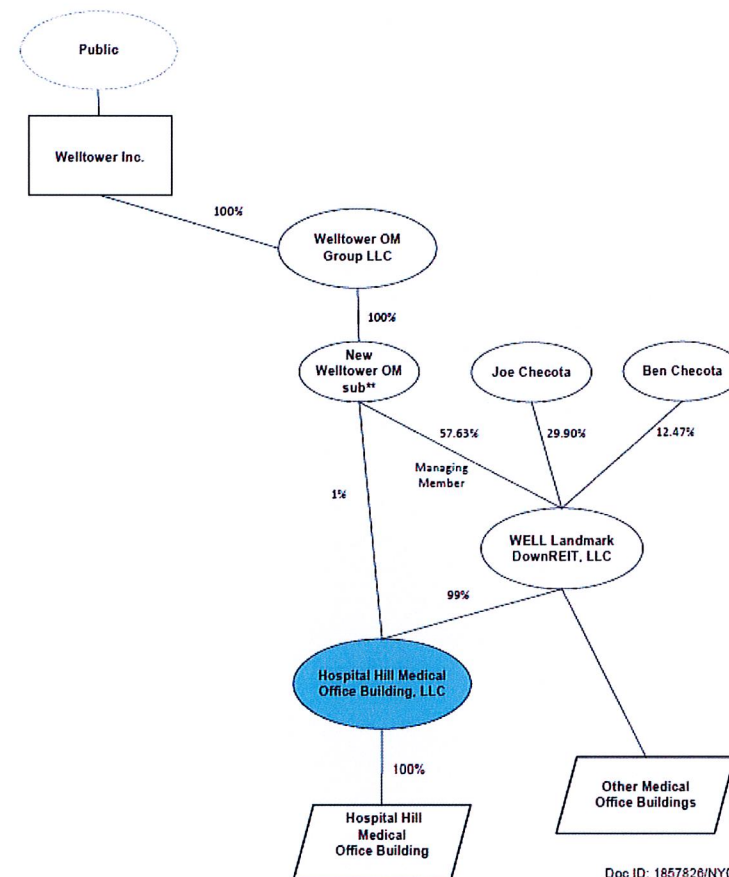 Public
Welltower Inc.
100%
Welltower OM
Group LLC
100%
New
Welltower OM
sub**
Joe Checota
Ben Checota
57.63%
29.90%
12.47%
Managing
Member
1%
WELL Landmark
DownREIT, LLC
99%
Hospital Hill Medical
Office Building, LLC
100%
Other Medical
Office Buildings
Hospital Hill
Medical
Office Building
Doc ID: 1857826/NYC